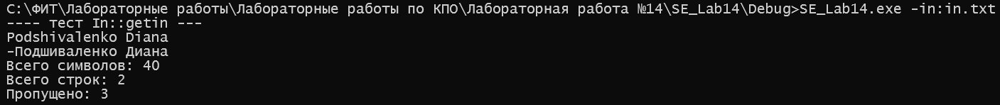 C:\ФИТ\Лабораторные работы\Лабораторные работы по КПО\Лабораторная работа №14\SE_Lab14\Debug>SE_Lab14.exe -in:in.txt
---- тест In::getin ---
Podshivalenko Diana
-Подшиваленко Диана
Всего символов: 40
Всего строк: 2
Пропущено: 3